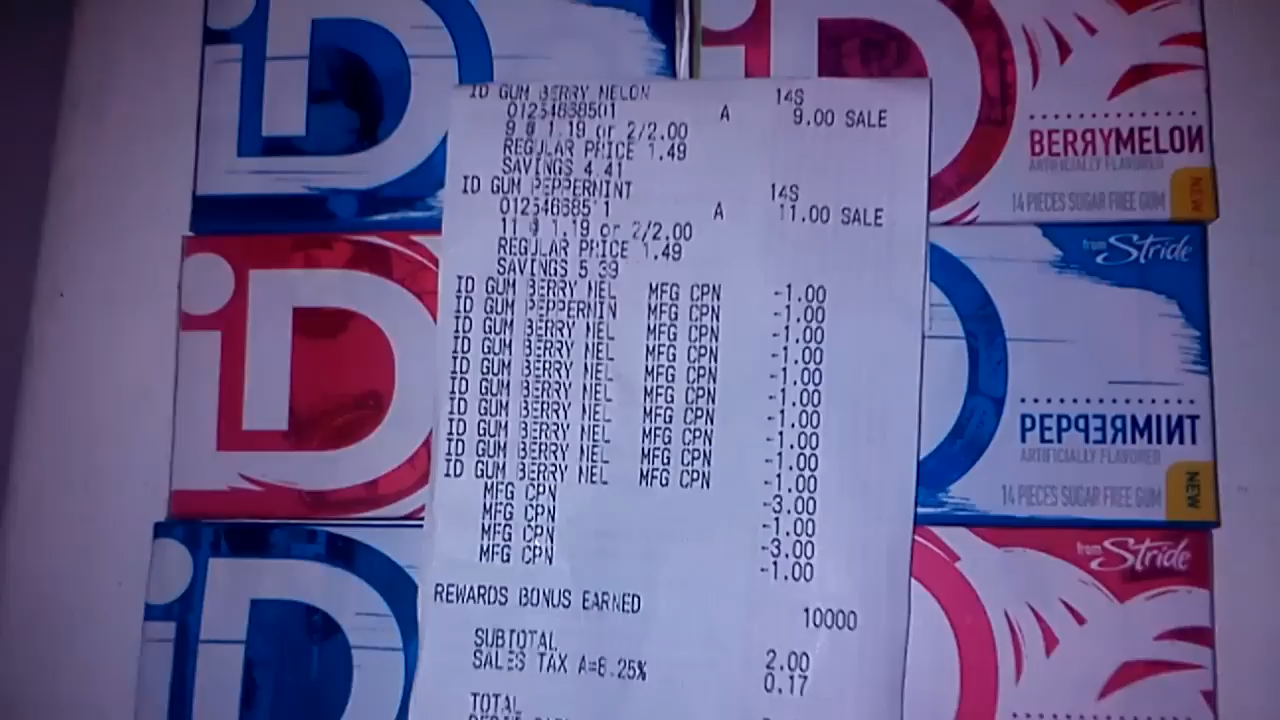 iD
iD
BERRYMELON
ARTIFICIALLY FLAVORED
14 PIECES SUGAR FREE GUM
NEW
iD
from Stride
PEPPERMINT
ARTIFICIALLY FLAVORED
14 PIECES SUGAR FREE GUM
NEW
iD
from Stride
ID GUM BERRY MELON 14S
01254668501 A 9.00 SALE
9 @ 1.19 or 2/2.00
REGULAR PRICE 1.49
SAVINGS 4.41
ID GUM PEPPERMINT 14S
A 11.00 SALE
11 @ 1.19 or 2/2.00
REGULAR PRICE 1.49
SAVINGS 5.39
ID GUM BERRY MEL MFG CPN -1.00
ID GUM PEPPERMIN MFG CPN -1.00
ID GUM BERRY MEL MFG CPN -1.00
ID GUM BERRY MEL MFG CPN -1.00
ID GUM BERRY MEL MFG CPN -1.00
ID GUM BERRY MEL MFG CPN -1.00
ID GUM BERRY MEL MFG CPN -1.00
ID GUM BERRY MEL MFG CPN -1.00
ID GUM BERRY MEL MFG CPN -1.00
ID GUM BERRY MEL MFG CPN -1.00
MFG CPN -3.00
MFG CPN -1.00
MFG CPN -3.00
MFG CPN -1.00
REWARDS BONUS EARNED 10000
SUBTOTAL 2.00
SALES TAX A=8.25% 0.17
TOTAL